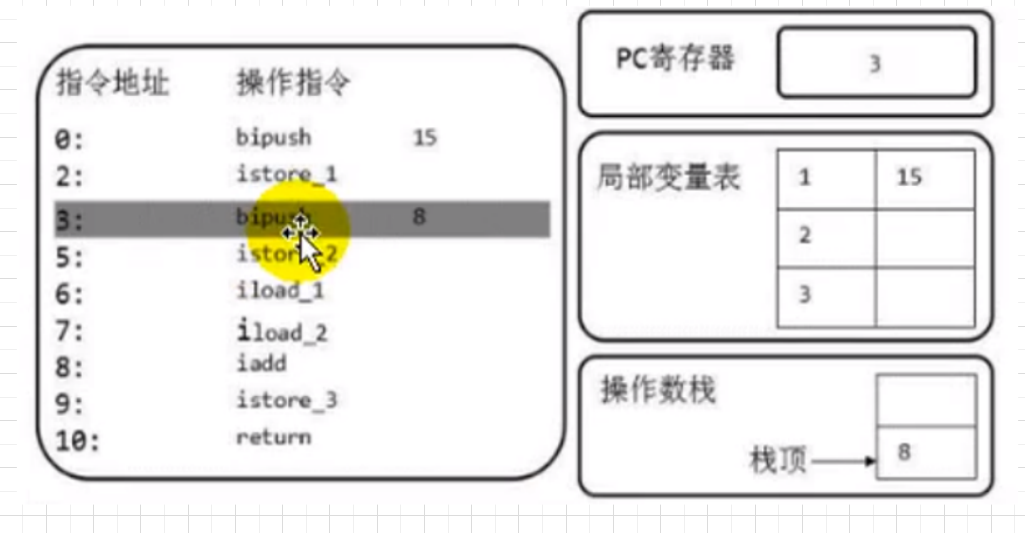 指令地址 操作指令
0: bipush 15
2: istore_1
3: bipush 8
5: istore_2
6: iload_1
7: iload_2
8: iadd
9: istore_3
10: return
PC寄存器 3
局部变量表 1 15
2
3
操作数栈
栈顶 8